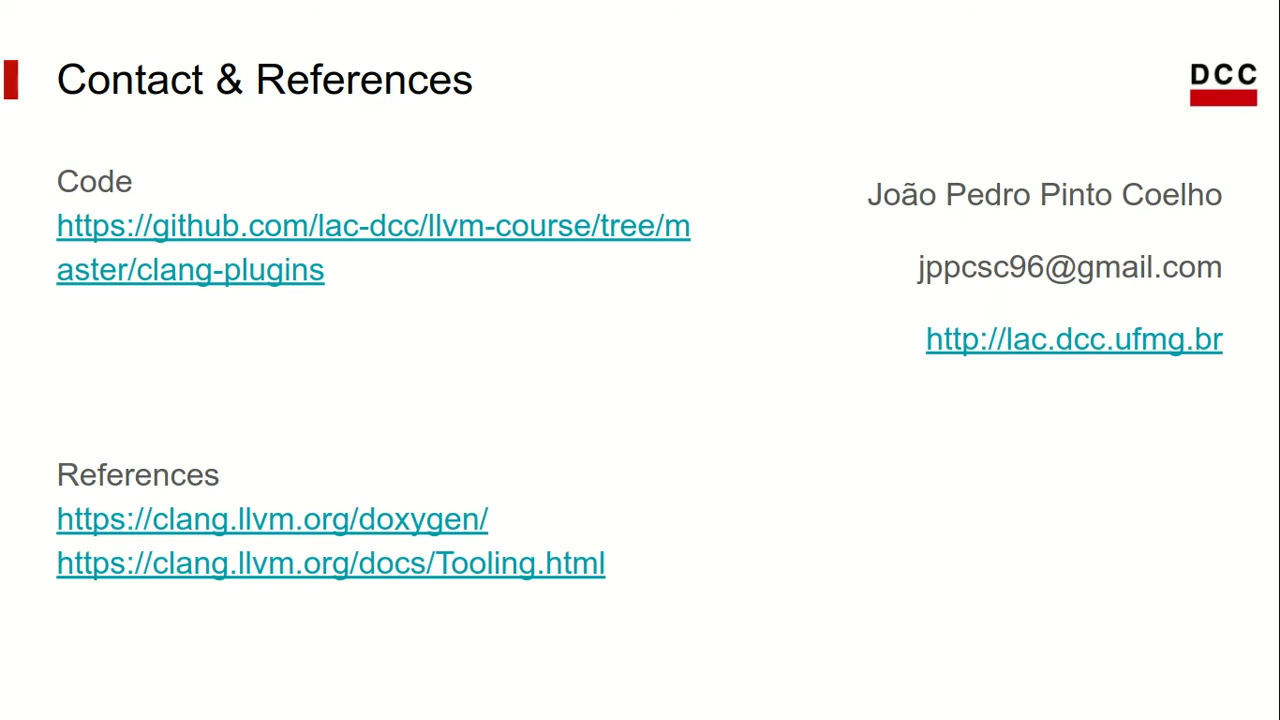 Contact & References
DCC
Code
https://github.com/lac-dcc/llvm-course/tree/m
aster/clang-plugins
João Pedro Pinto Coelho
jppcsc96@gmail.com
http://lac.dcc.ufmg.br
References
https://clang.llvm.org/doxygen/
https://clang.llvm.org/docs/Tooling.html